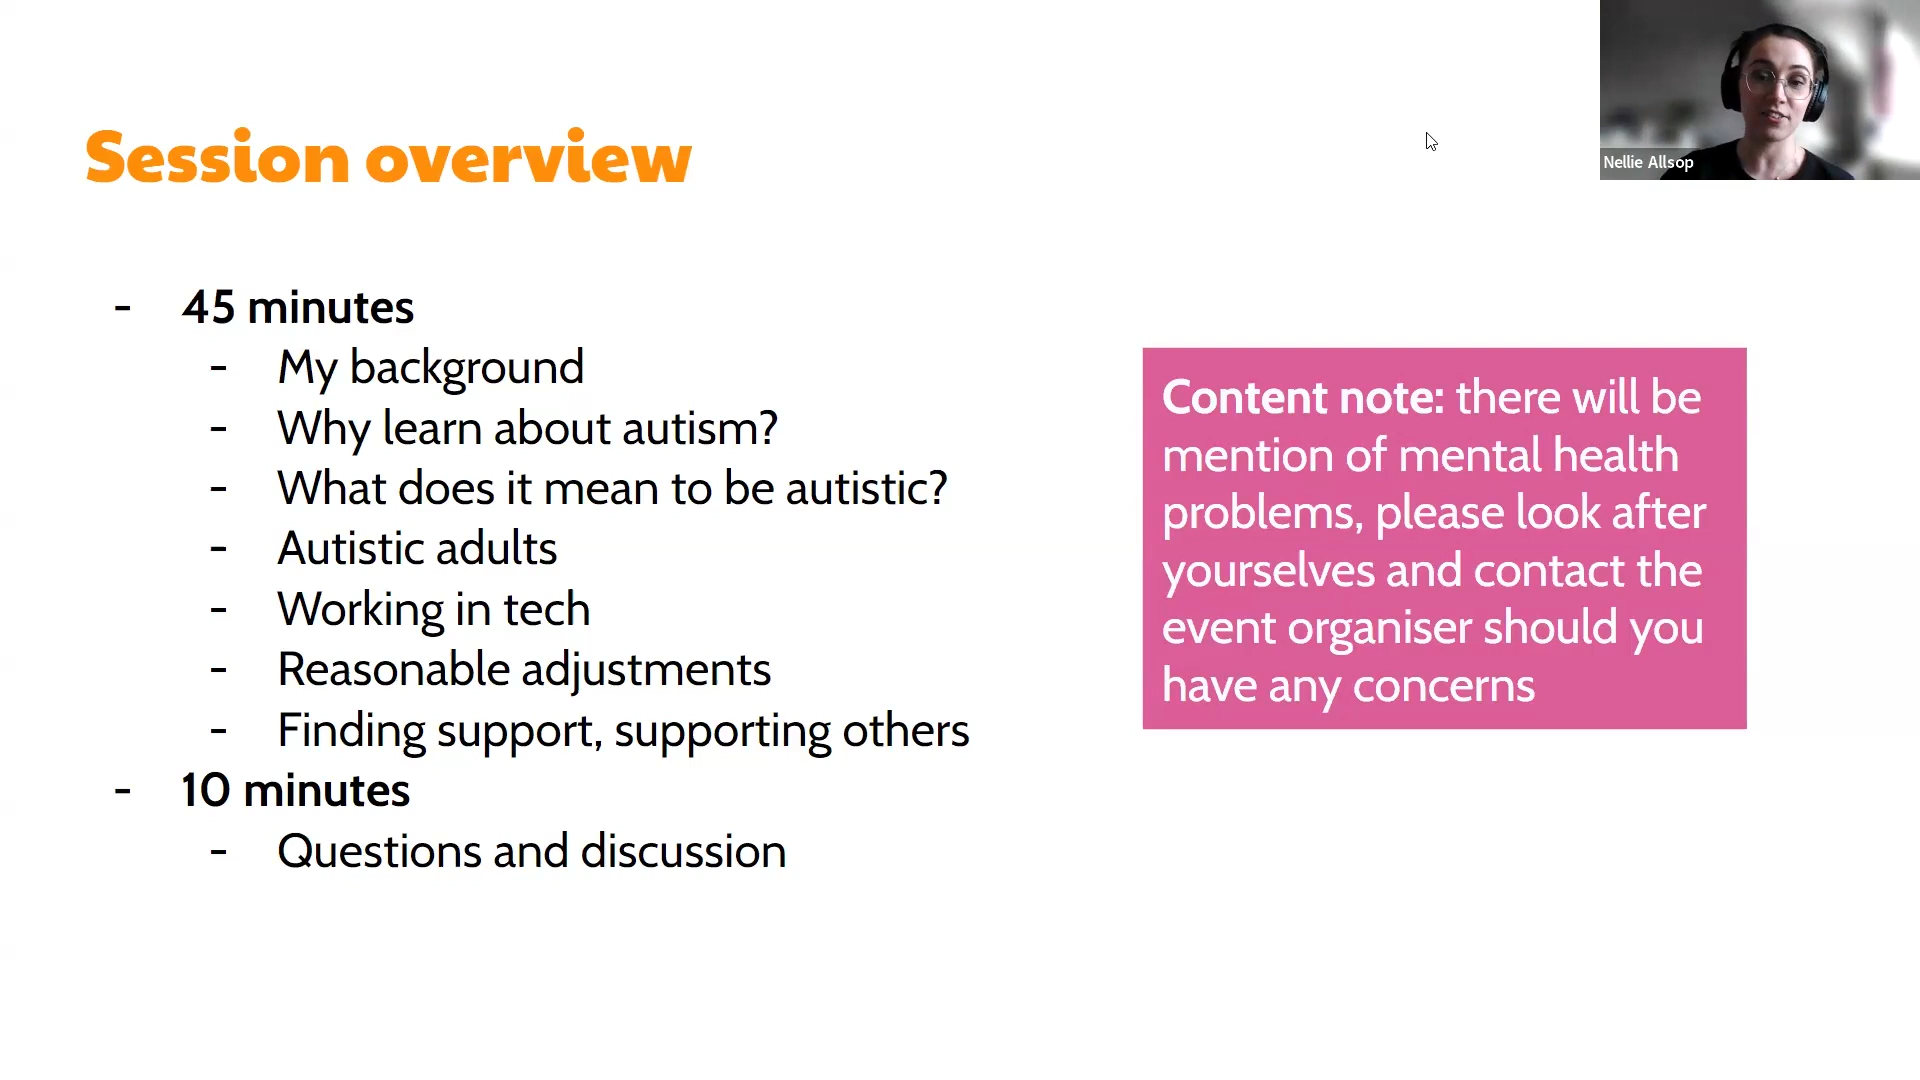 Session overview
- 45 minutes
- My background
- Why learn about autism?
- What does it mean to be autistic?
- Autistic adults
- Working in tech
- Reasonable adjustments
- Finding support, supporting others
- 10 minutes
- Questions and discussion
Content note: there will be
mention of mental health
problems, please look after
yourselves and contact the
event organiser should you
have any concerns
Nellie Allsop